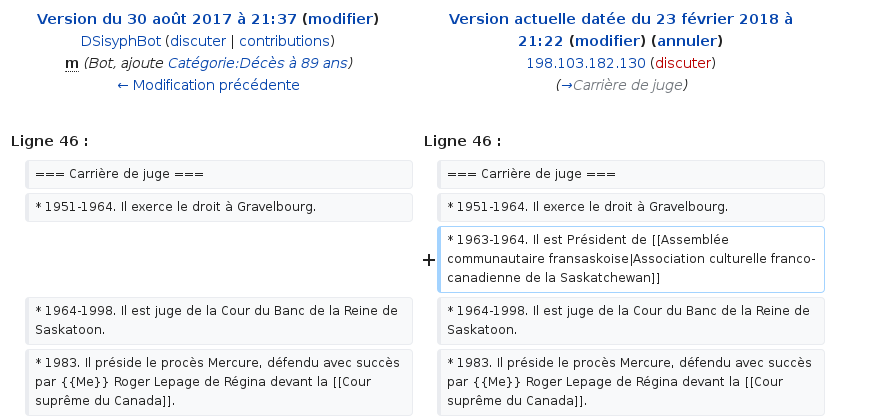 Version du 30 août 2017 à 21:37 (modifier)
DSisyphBot (discuter | contributions)
m (Bot, ajoute Catégorie:Décès à 89 ans)
← Modification précédente
Version actuelle datée du 23 février 2018 à
21:22 (modifier) (annuler)
198.103.182.130 (discuter)
(→Carrière de juge)
Ligne 46 :
Ligne 46 :
=== Carrière de juge ===
=== Carrière de juge ===
* 1951-1964. Il exerce le droit à Gravelbourg.
* 1951-1964. Il exerce le droit à Gravelbourg.
+
* 1963-1964. Il est Président de [[Assemblée
communautaire fransaskoise|Association culturelle franco-
canadienne de la Saskatchewan]]
* 1964-1998. Il est juge de la Cour du Banc de la Reine de
Saskatoon.
* 1964-1998. Il est juge de la Cour du Banc de la Reine de
Saskatoon.
* 1983. Il préside le procès Mercure, défendu avec succès
par {{Me}} Roger Lepage de Régina devant la [[Cour
suprême du Canada]].
* 1983. Il préside le procès Mercure, défendu avec succès
par {{Me}} Roger Lepage de Régina devant la [[Cour
suprême du Canada]].